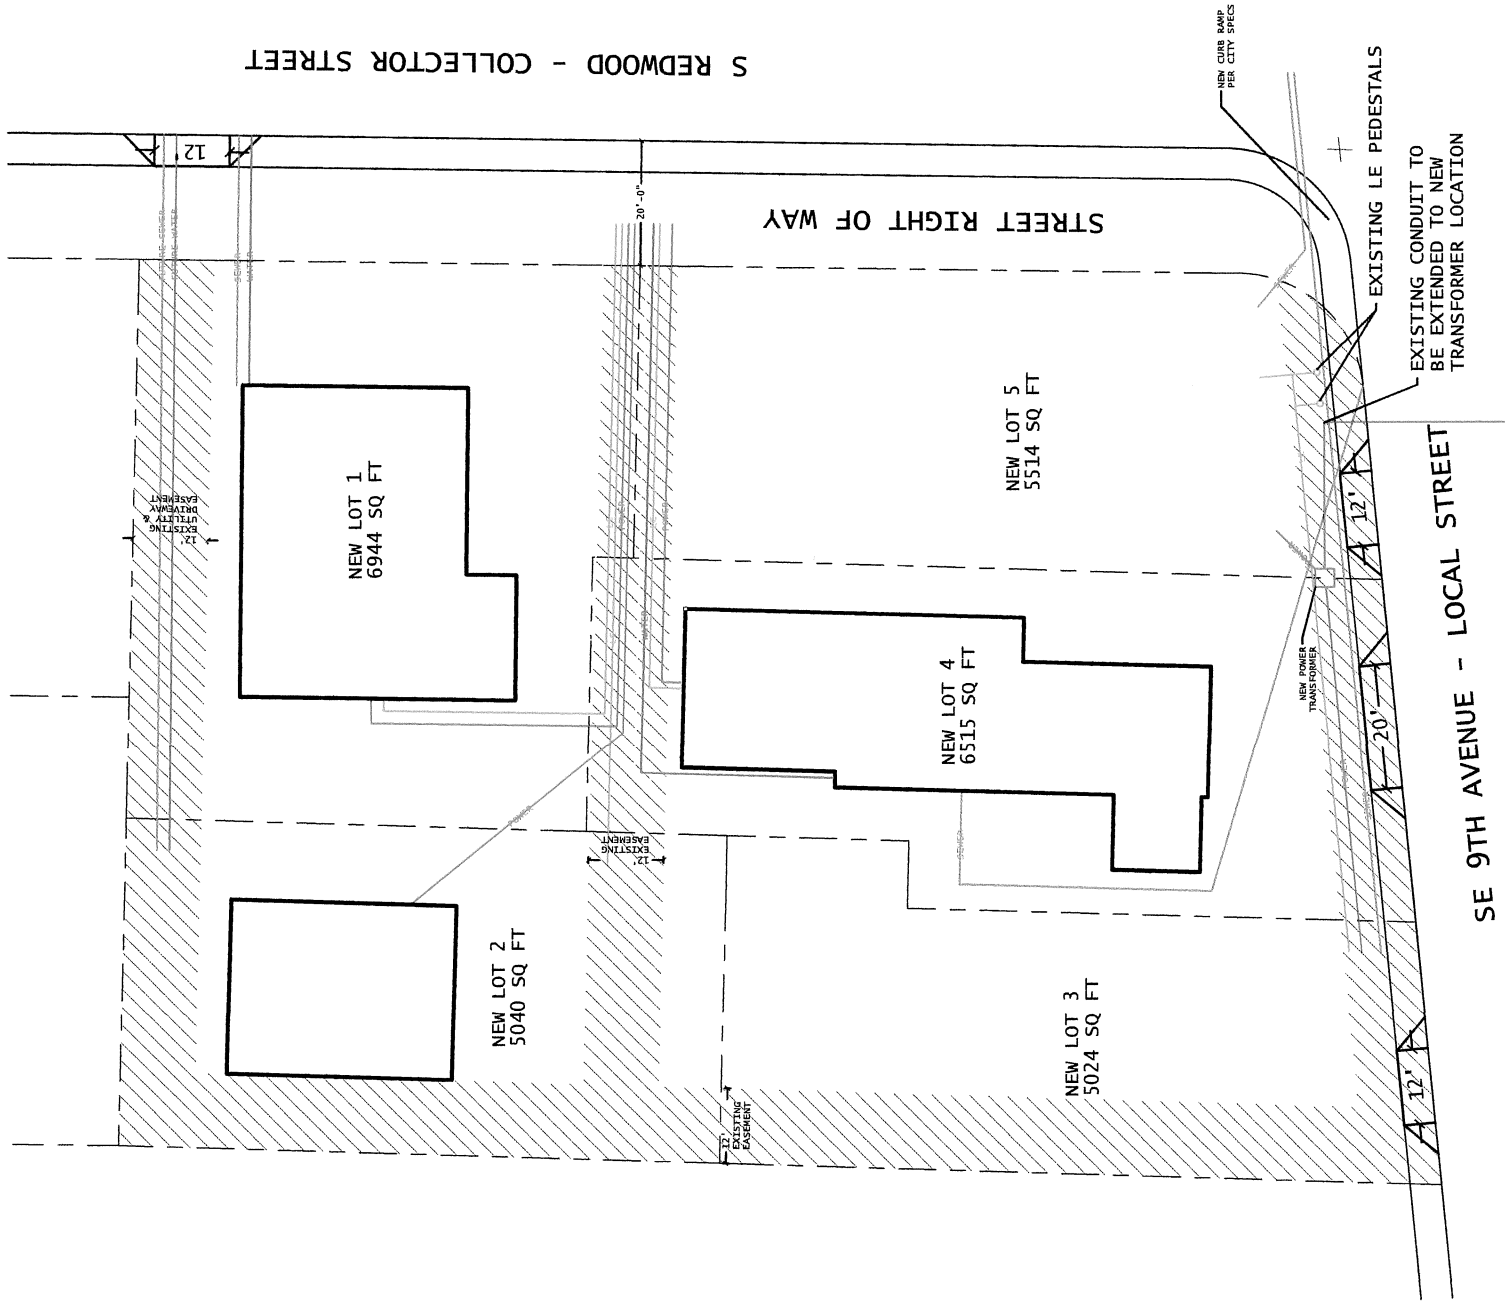 S REDWOOD - COLLECTOR STREET
NEW CURB RAMP
PER CITY SPECS
EXISTING LE PEDESTALS
EXISTING CONDUIT TO
BE EXTENDED TO NEW
TRANSFORMER LOCATION
12'
20'-0"
STREET RIGHT OF WAY
SEWER
WATER
12'
EXISTING
UTILITY &
DRIVEWAY
EASEMENT
NEW LOT 1
6944 SQ FT
NEW LOT 5
5514 SQ FT
12'
NEW LOT 4
6515 SQ FT
NEW POWER
TRANSFORMER
20'
SE 9TH AVENUE - LOCAL STREET
POWER
12'
EXISTING
EASEMENT
SEWER
NEW LOT 2
5040 SQ FT
NEW LOT 3
5024 SQ FT
12'
EXISTING
EASEMENT
12'